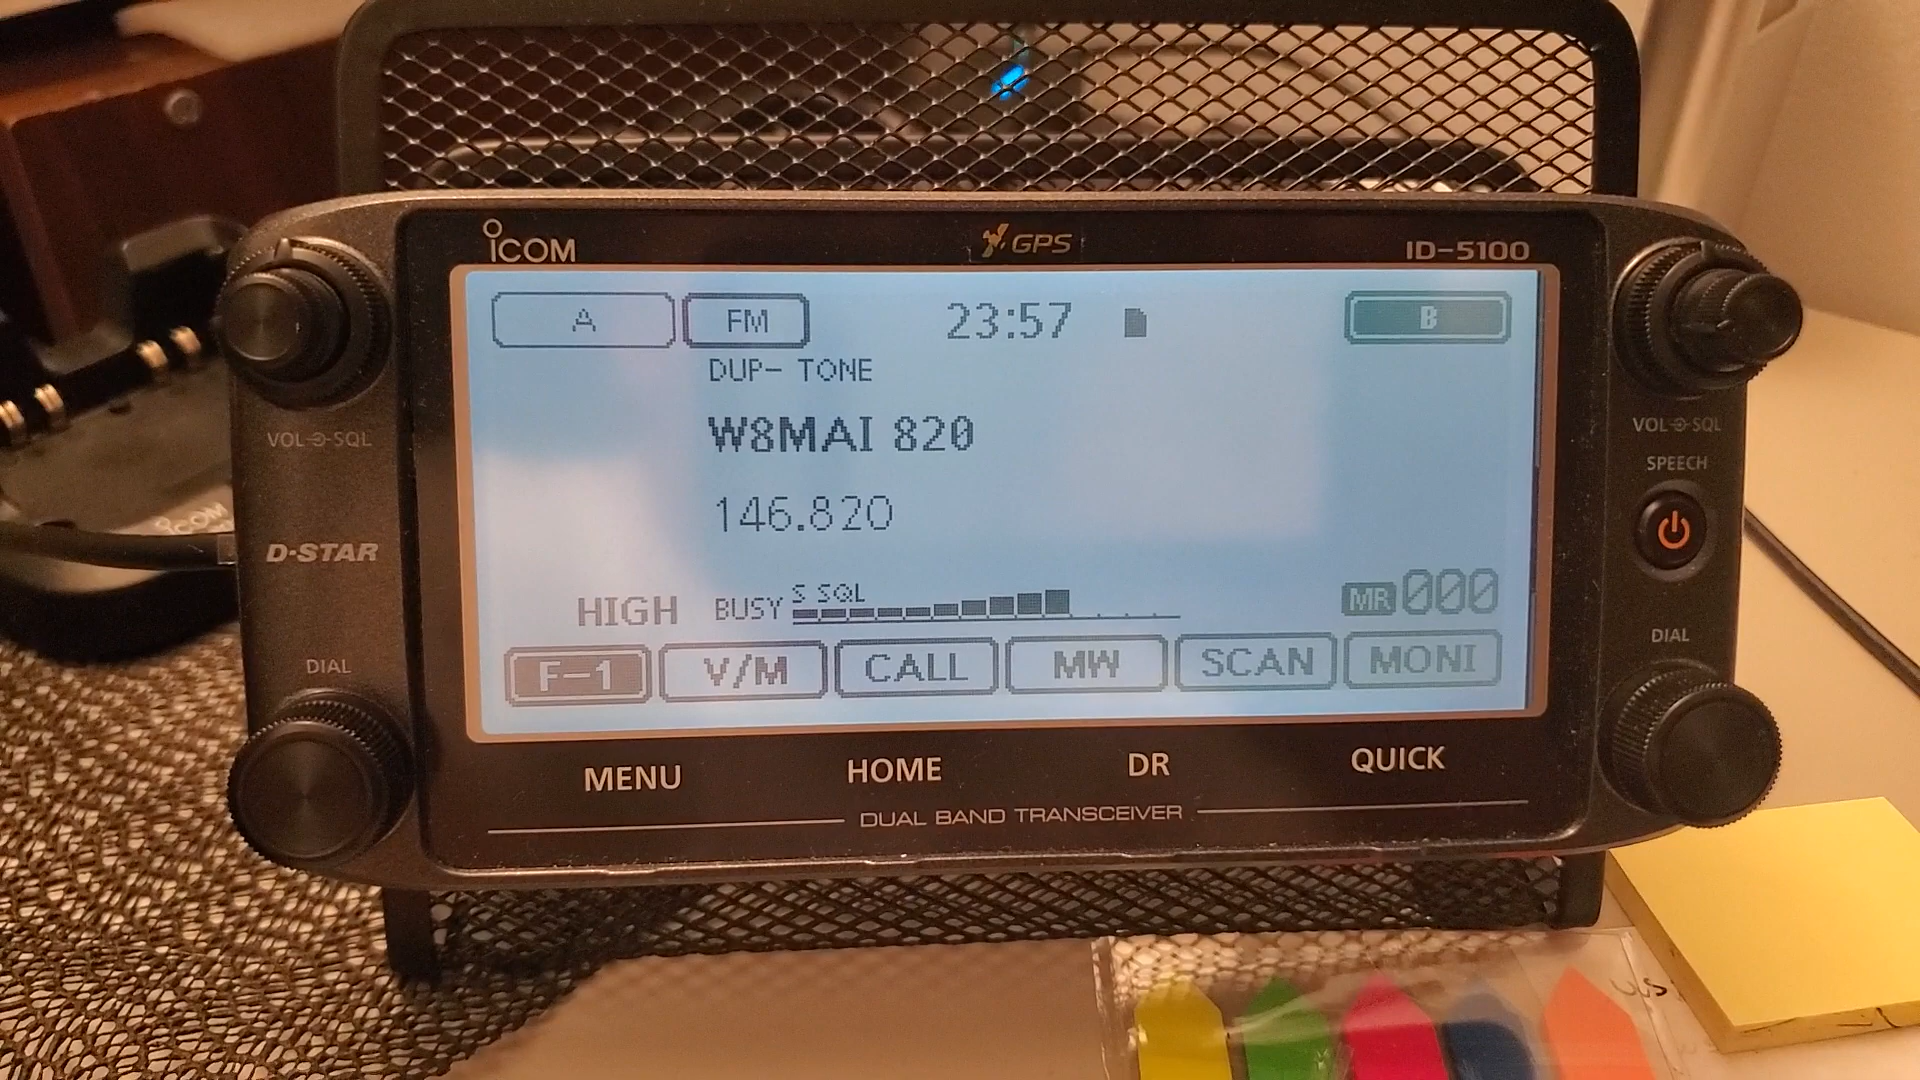 ICOM
GPS
ID-5100
A FM 23:57 B
DUP- TONE
W8MAI 820
146.820
S SQL
HIGH BUSY MR 000
F-1 V/M CALL MW SCAN MONI
VOL SQL
D-STAR
DIAL
VOL SQL
SPEECH
DIAL
MENU HOME DR QUICK
DUAL BAND TRANSCEIVER
ICOM